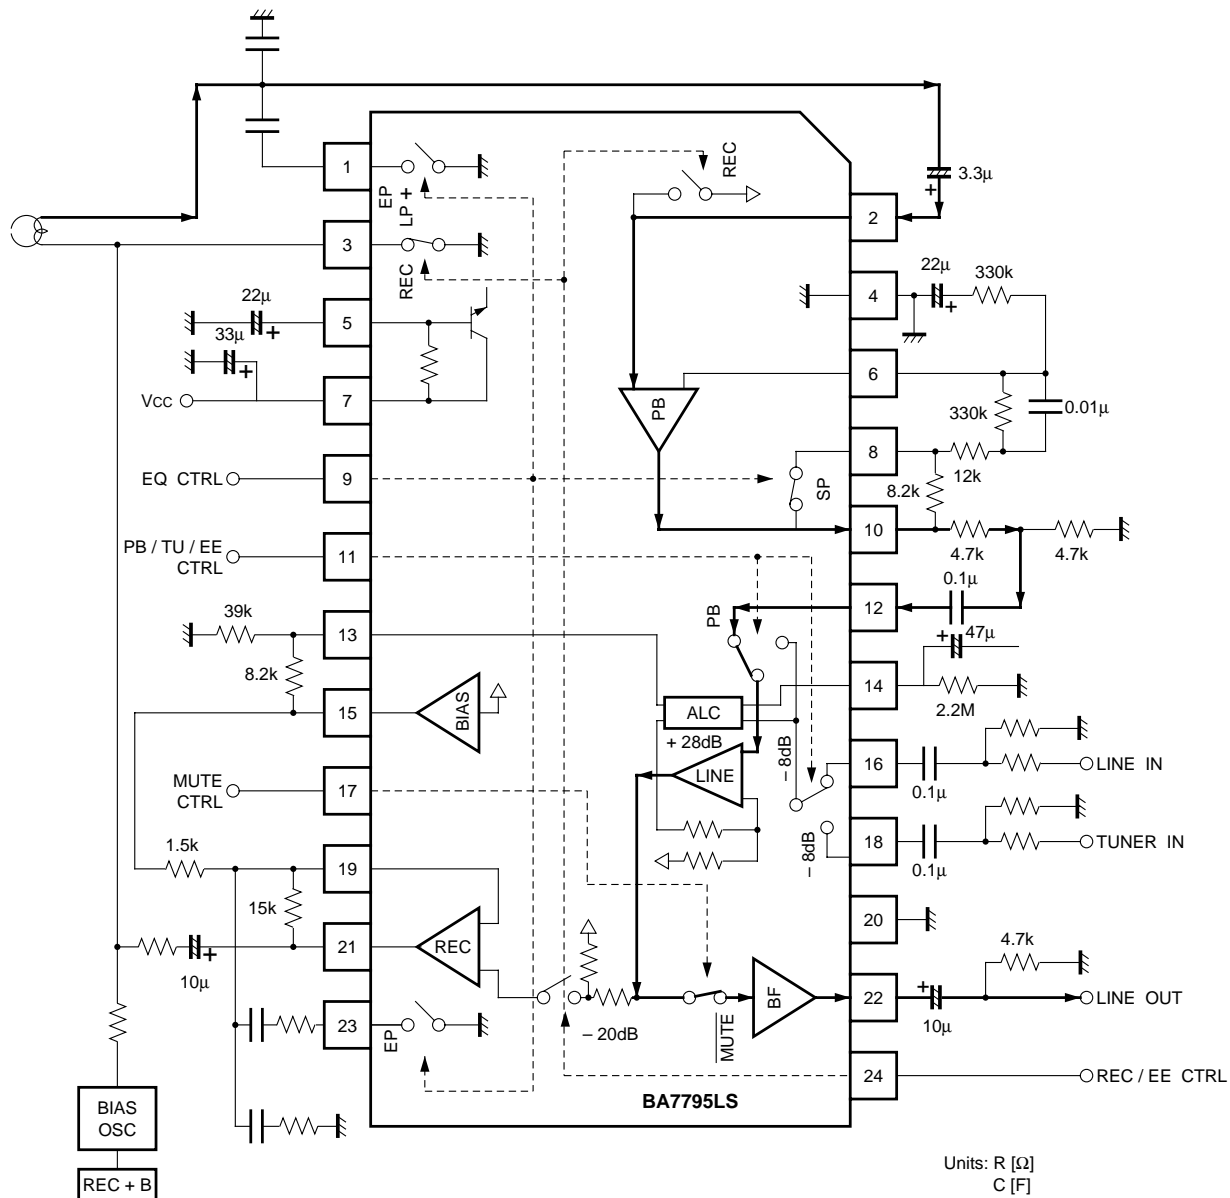 3.3μ
1
REC
EP
LP +
2
3
REC
22μ
330k
4
22μ
5
33μ
6
330k
0.01μ
VCC
7
PB
8
12k
EQ CTRL
9
SP
8.2k
10
4.7k
4.7k
PB / TU / EE
CTRL
11
0.1μ
12
39k
PB
13
47μ
8.2k
14
2.2M
ALC
15
BIAS
+ 28dB
– 8dB
LINE
16
LINE IN
0.1μ
MUTE
CTRL
17
– 8dB
18
TUNER IN
0.1μ
1.5k
19
20
15k
4.7k
21
REC
10μ
BF
22
LINE OUT
10μ
23
EP
– 20dB
MUTE
24
REC / EE CTRL
BIAS
OSC
BA7795LS
REC + B
Units: R [Ω]
C [F]